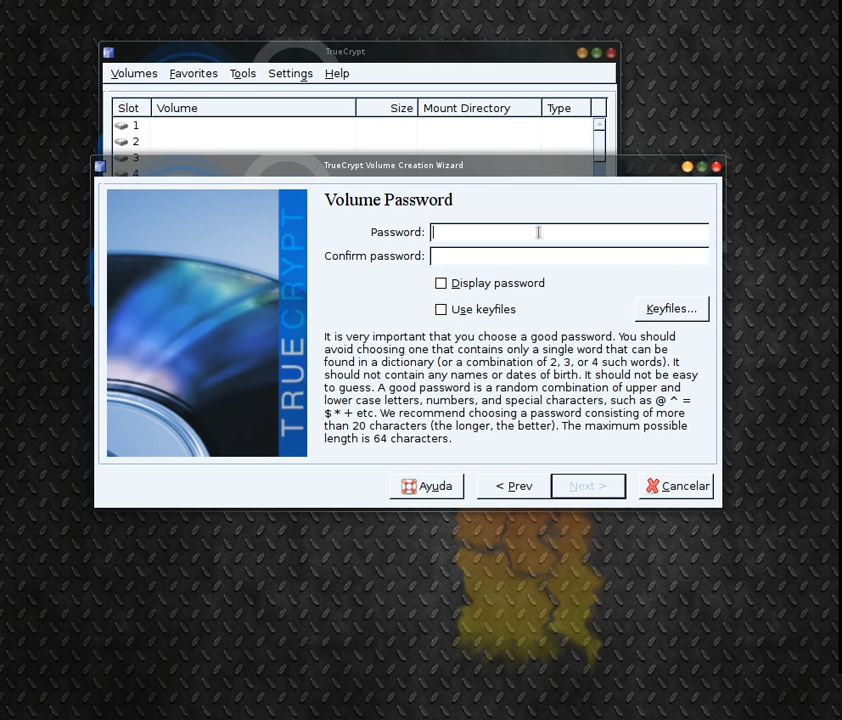 TrueCrypt
Volumes Favorites Tools Settings Help
Slot Volume Size Mount Directory Type
1
2
3
4
TrueCrypt Volume Creation Wizard
TRUECRYPT
Volume Password
Password:
Confirm password:
Display password
Use keyfiles Keyfiles...
It is very important that you choose a good password. You should
avoid choosing one that contains only a single word that can be
found in a dictionary (or a combination of 2, 3, or 4 such words). It
should not contain any names or dates of birth. It should not be easy
to guess. A good password is a random combination of upper and
lower case letters, numbers, and special characters, such as @ ^ =
$ * + etc. We recommend choosing a password consisting of more
than 20 characters (the longer, the better). The maximum possible
length is 64 characters.
Ayuda < Prev Next > Cancelar